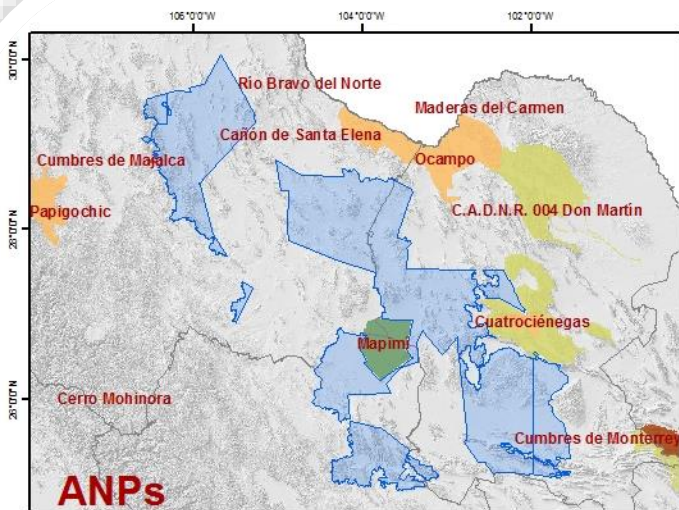 106°0'0"W 104°0'0"W 102°0'0"W
30°0'0"N
Rio Bravo del Norte
Maderas del Carmen
Cañón de Santa Elena
Cumbres de Majalca
Ocampo
Papigochic
C.A.D.N.R. 004 Don Martín
28°0'0"N
Cuatrociénegas
Mapimí
26°0'0"N
Cerro Mohinora
Cumbres de Monterrey
ANPs